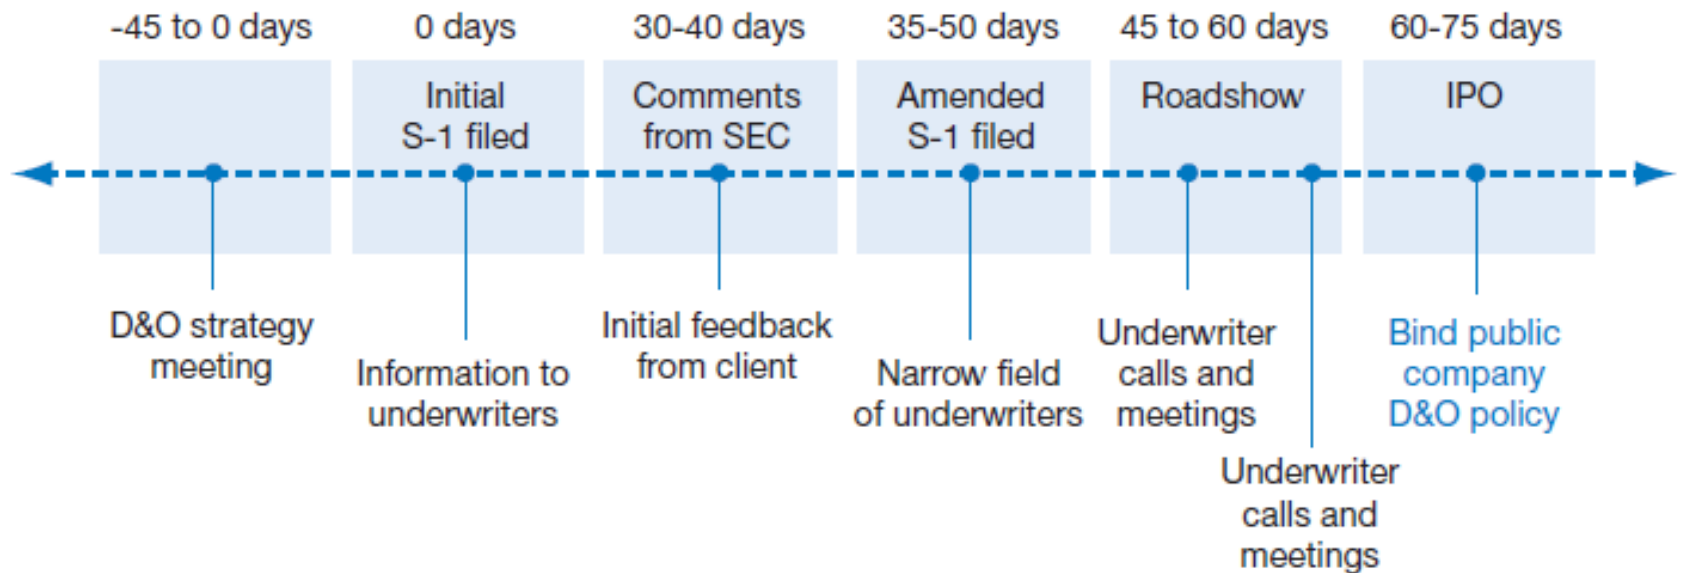 -45 to 0 days
0 days
30-40 days
35-50 days
45 to 60 days
60-75 days
Initial
S-1 filed
Comments
from SEC
Amended
S-1 filed
Roadshow
IPO
D&O strategy
meeting
Information to
underwriters
Initial feedback
from client
Narrow field
of underwriters
Underwriter
calls and
meetings
Underwriter
calls and
meetings
Bind public
company
D&O policy